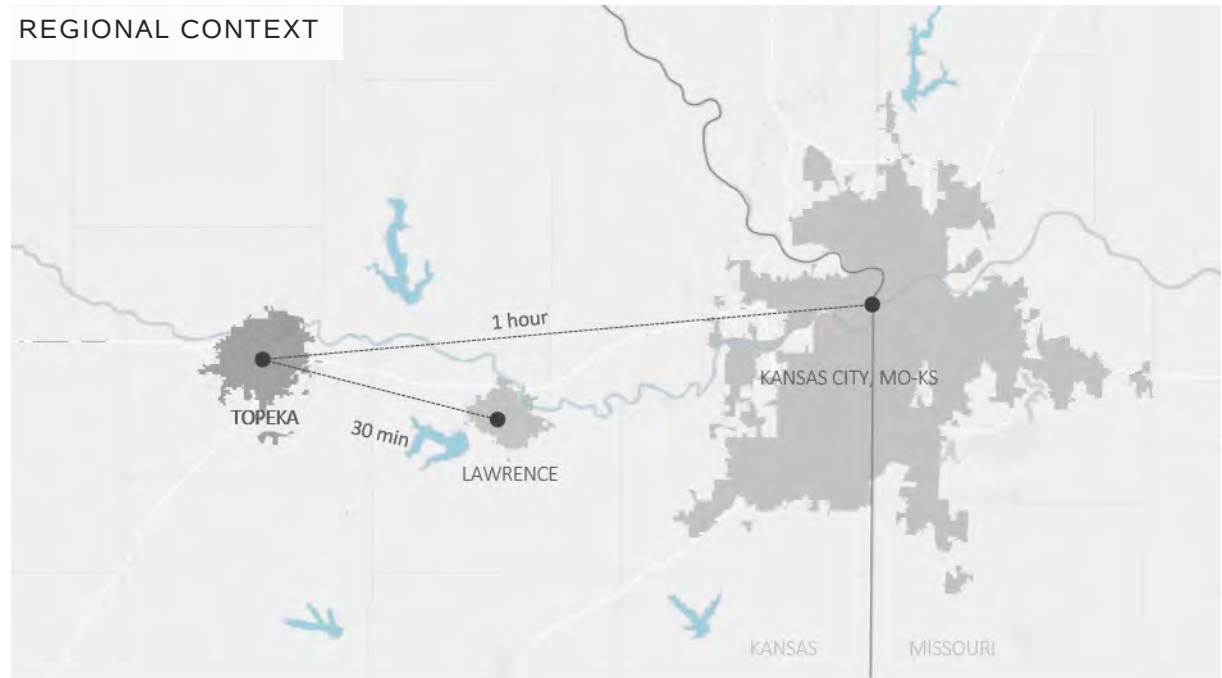 REGIONAL CONTEXT
1 hour
KANSAS CITY, MO-KS
TOPEKA
30 min
LAWRENCE
KANSAS
MISSOURI